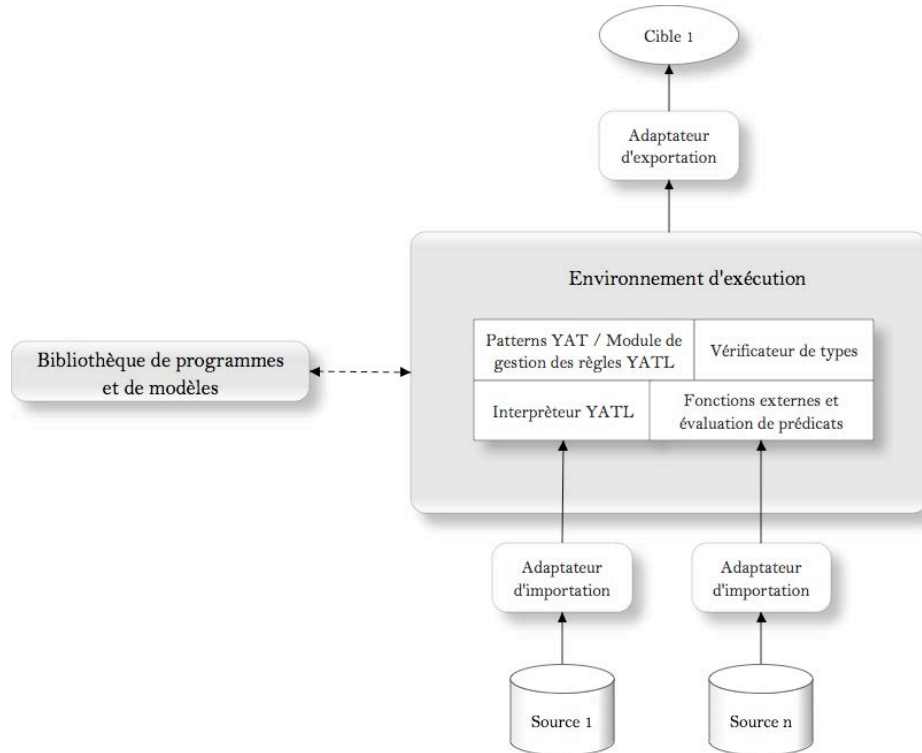 Cible 1
Adaptateur
d'exportation
Environnement d'exécution
Patterns YAT / Module de
gestion des règles YATL
Vérificateur de types
Interprèteur YATL
Fonctions externes et
évaluation de prédicats
Bibliothèque de programmes
et de modèles
Adaptateur
d'importation
Adaptateur
d'importation
Source 1
Source n